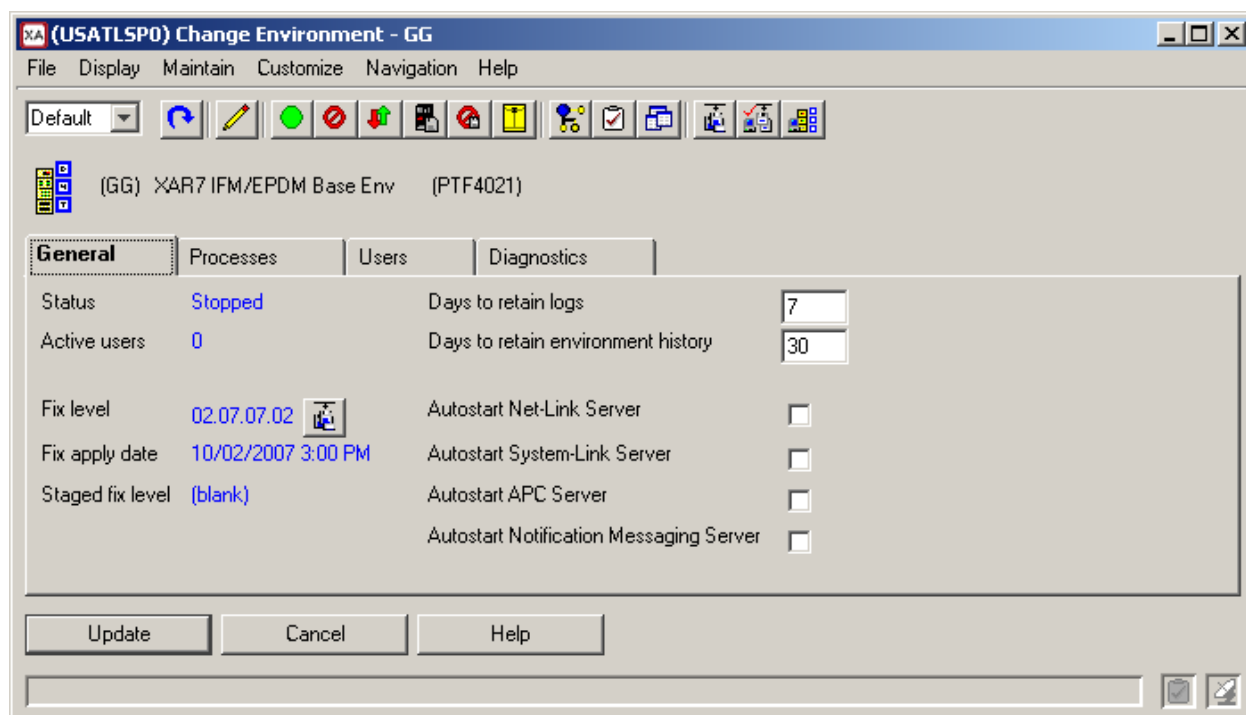 XA (USATLSP0) Change Environment - GG
File Display Maintain Customize Navigation Help
Default
(GG) XAR7 IFM/EPDM Base Env (PTF4021)
General Processes Users Diagnostics
Status Stopped Days to retain logs 7
Active users 0 Days to retain environment history 30
Fix level 02.07.07.02 Autostart Net-Link Server
Fix apply date 10/02/2007 3:00 PM Autostart System-Link Server
Staged fix level (blank) Autostart APC Server
Autostart Notification Messaging Server
Update Cancel Help